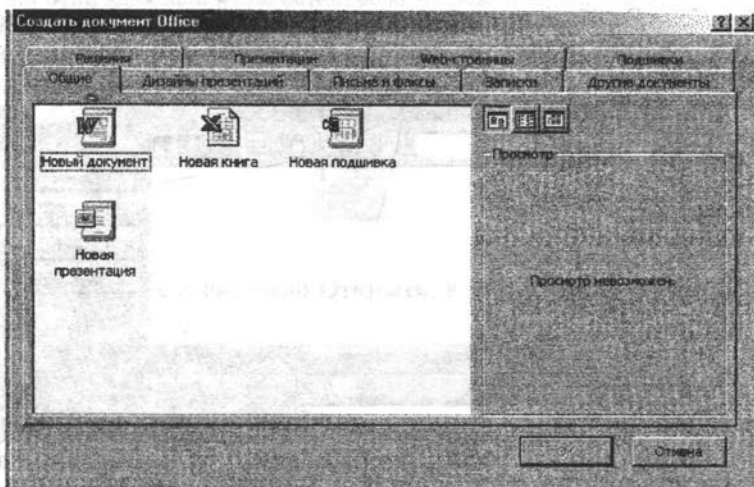 Создать документ Office
Решения Презентации Web-страницы Подшивки
Общие Дизайны презентаций Письма и факсы Записки Другие документы
Новый документ Новая книга Новая подшивка
Просмотр
Новая
презентация
Просмотр невозможен.
Отмена